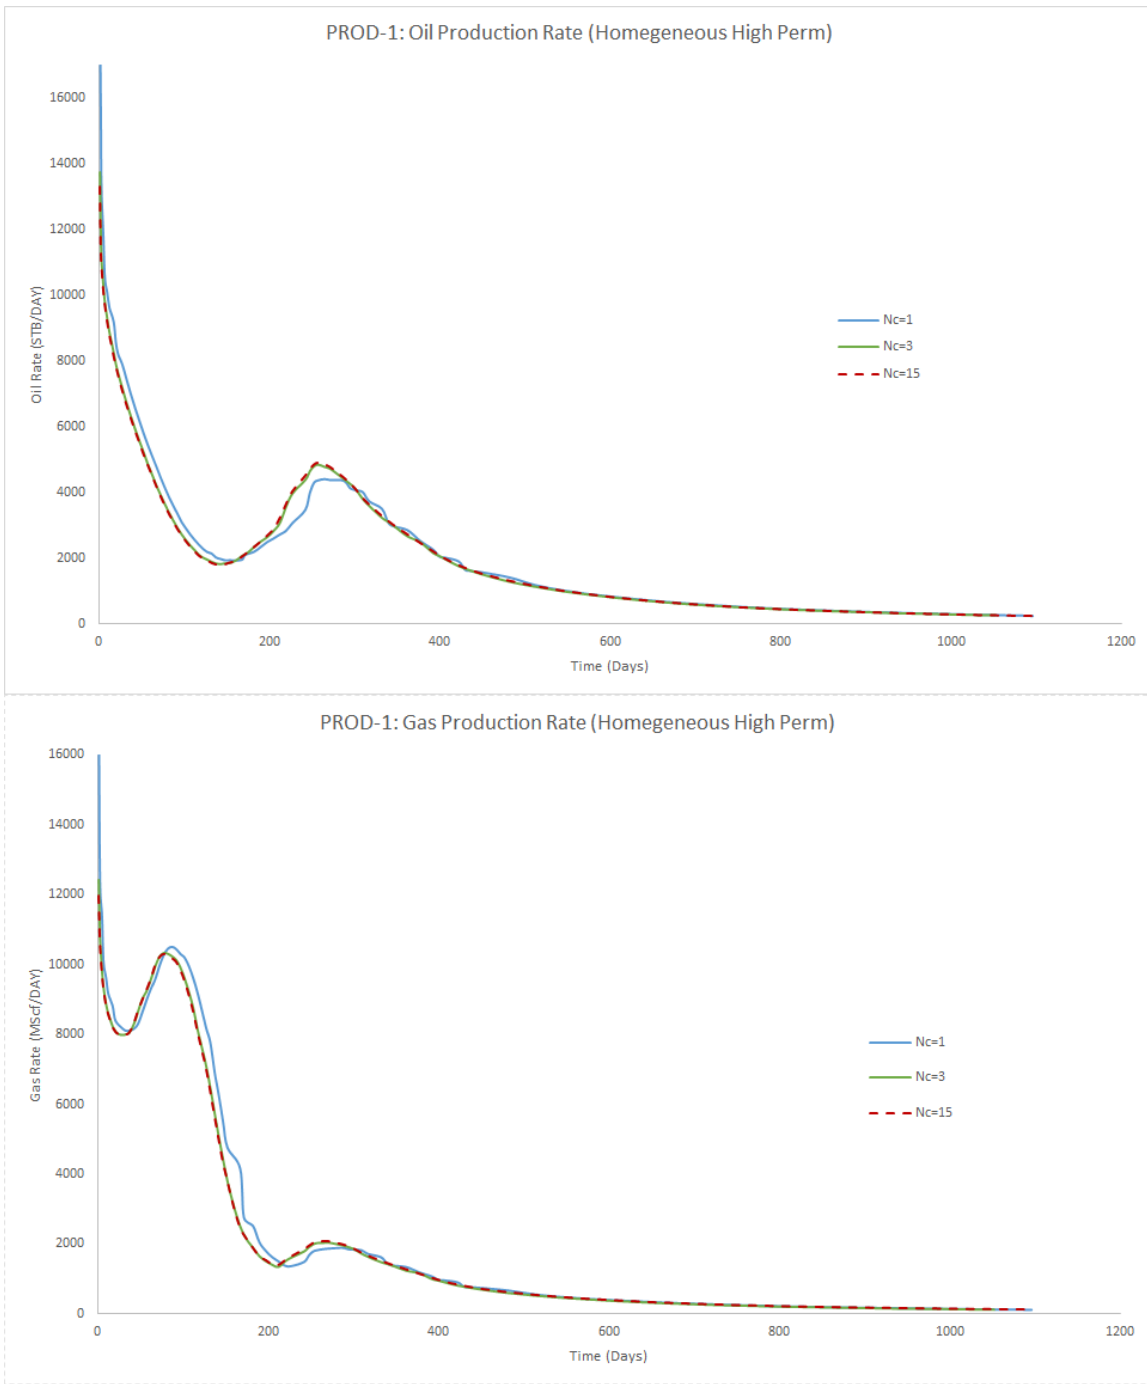 PROD-1: Oil Production Rate (Homegeneous High Perm)
16000
14000
12000
10000
8000
6000
4000
2000
0
Oil Rate (STB/DAY)
Nc=1
Nc=3
Nc=15
0 200 400 600 800 1000 1200
Time (Days)
PROD-1: Gas Production Rate (Homegeneous High Perm)
16000
14000
12000
10000
8000
6000
4000
2000
0
Gas Rate (MScf/DAY)
Nc=1
Nc=3
Nc=15
0 200 400 600 800 1000 1200
Time (Days)